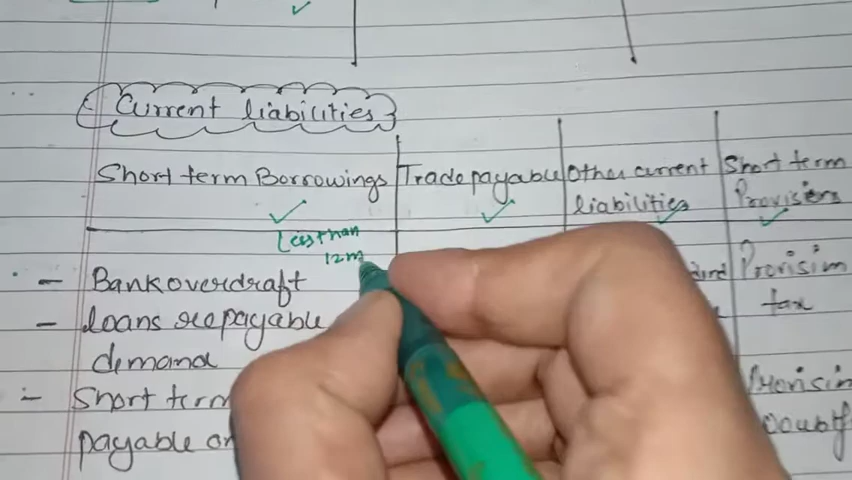 Current liabilities
Short term Borrowings Trade payable Other current Short term
liabilities Provision
Less than
12m
- Bank overdraft Provision
- loans repayable tax
demand
- Short term Provision
payable on